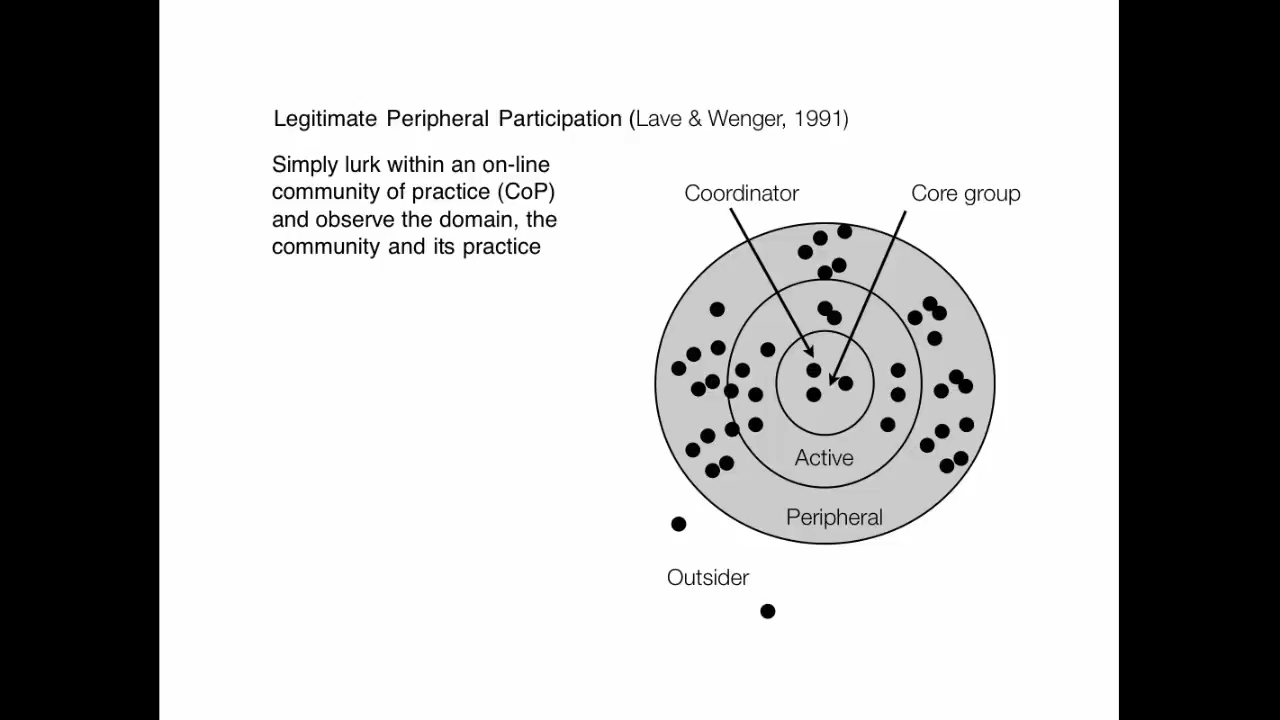 Legitimate Peripheral Participation (Lave & Wenger, 1991)
Simply lurk within an on-line
community of practice (CoP)
and observe the domain, the
community and its practice
Coordinator
Core group
Active
Peripheral
Outsider